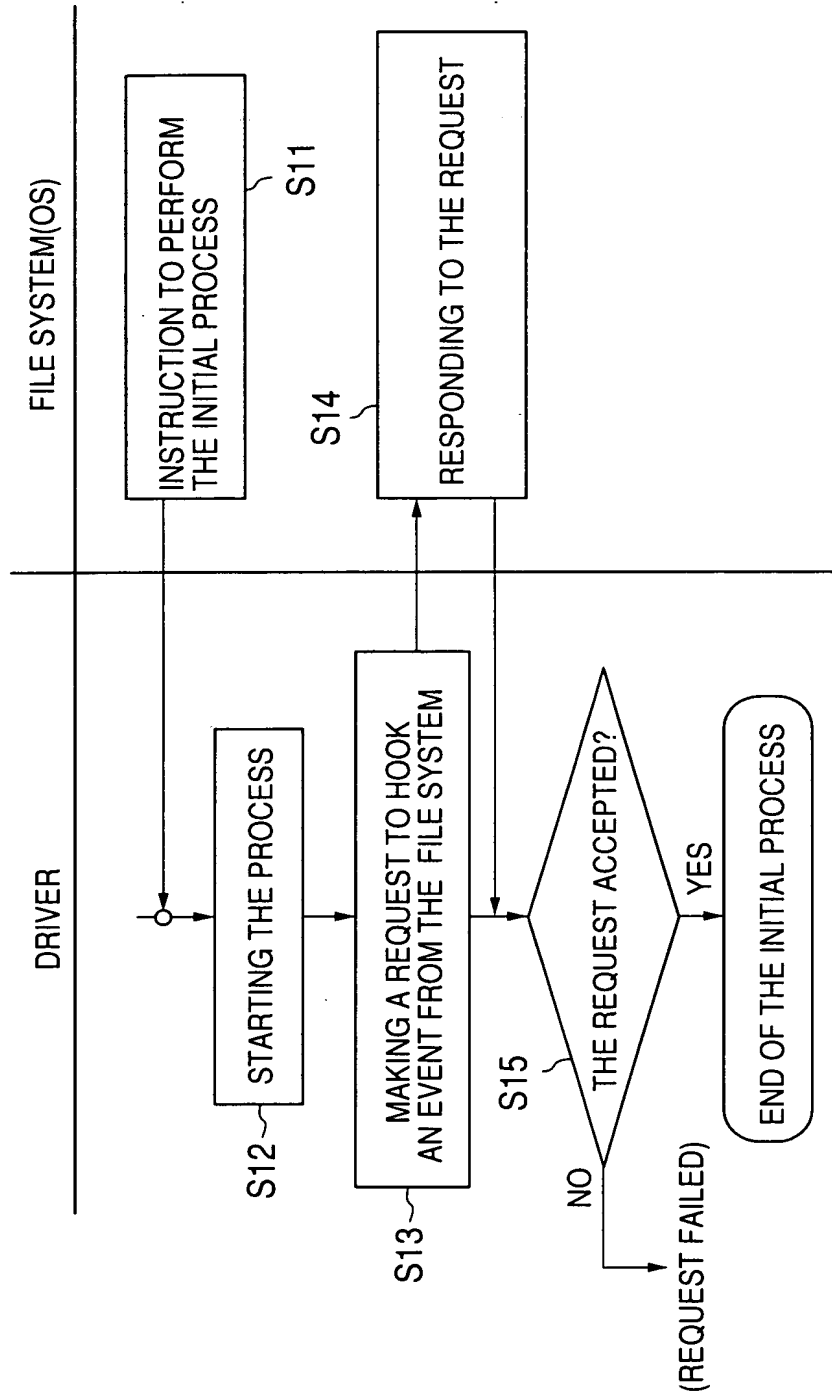 DRIVER
FILE SYSTEM(OS)
INSTRUCTION TO PERFORM
THE INITIAL PROCESS
S11
STARTING THE PROCESS
S12
MAKING A REQUEST TO HOOK
AN EVENT FROM THE FILE SYSTEM
S13
S14
RESPONDING TO THE REQUEST
S15
THE REQUEST ACCEPTED?
NO
YES
(REQUEST FAILED)
END OF THE INITIAL PROCESS